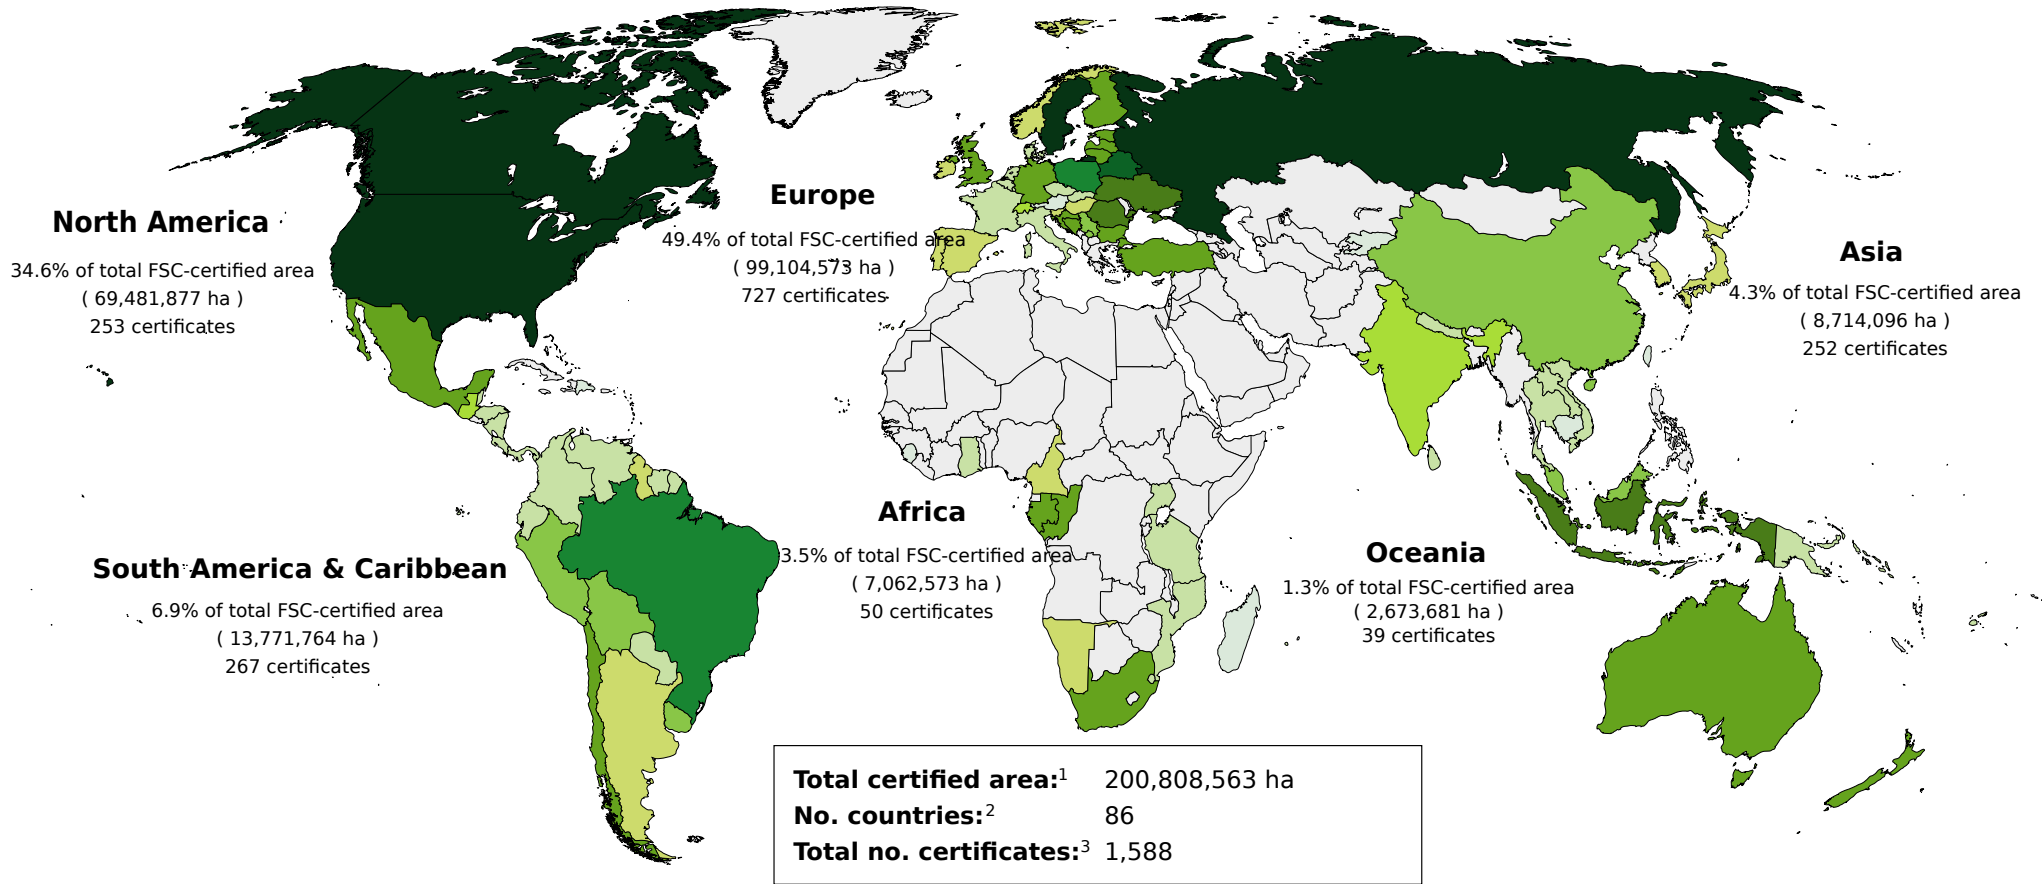 North America
34.6% of total FSC-certified area
( 69,481,877 ha )
253 certificates
Europe
49.4% of total FSC-certified area
( 99,104,573 ha )
727 certificates
Asia
4.3% of total FSC-certified area
( 8,714,096 ha )
252 certificates
South America & Caribbean
6.9% of total FSC-certified area
( 13,771,764 ha )
267 certificates
Africa
3.5% of total FSC-certified area
( 7,062,573 ha )
50 certificates
Oceania
1.3% of total FSC-certified area
( 2,673,681 ha )
39 certificates
Total certified area:1 200,808,563 ha
No. countries:2 86
Total no. certificates:3 1,588